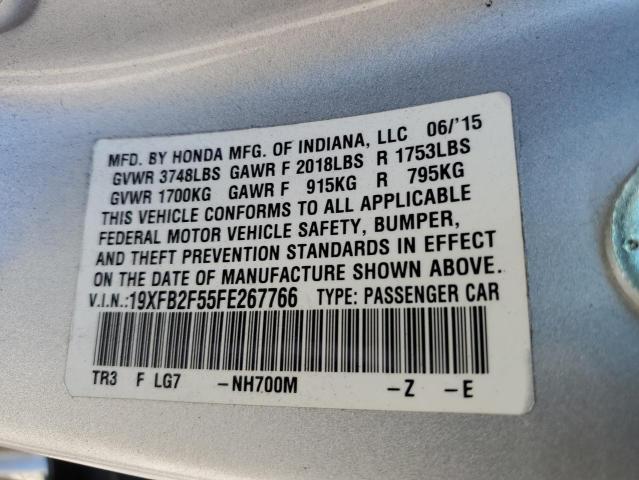 MFD. BY HONDA MFG. OF INDIANA, LLC 06/'15
GVWR 3748LBS GAWR F 2018LBS R 1753LBS
GVWR 1700KG GAWR F 915KG R 795KG
THIS VEHICLE CONFORMS TO ALL APPLICABLE
FEDERAL MOTOR VEHICLE SAFETY, BUMPER,
AND THEFT PREVENTION STANDARDS IN EFFECT
ON THE DATE OF MANUFACTURE SHOWN ABOVE.
V.I.N.:19XFB2F55FE267766 TYPE: PASSENGER CAR
TR3 F LG7 -NH700M -Z -E